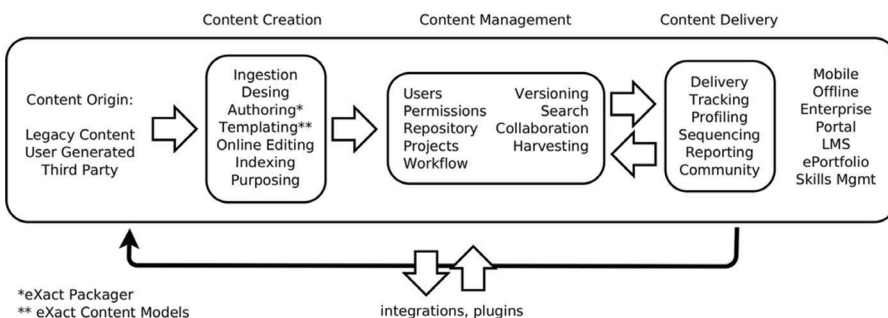 Content Creation
Content Management
Content Delivery
Content Origin:
Legacy Content
User Generated
Third Party
Ingestion
Desing
Authoring*
Templating**
Online Editing
Indexing
Purposing
Users
Permissions
Repository
Projects
Workflow
Versioning
Search
Collaboration
Harvesting
Delivery
Tracking
Profiling
Sequencing
Reporting
Community
Mobile
Offline
Enterprise
Portal
LMS
ePortfolio
Skills Mgmt
*eXact Packager
** eXact Content Models
integrations, plugins